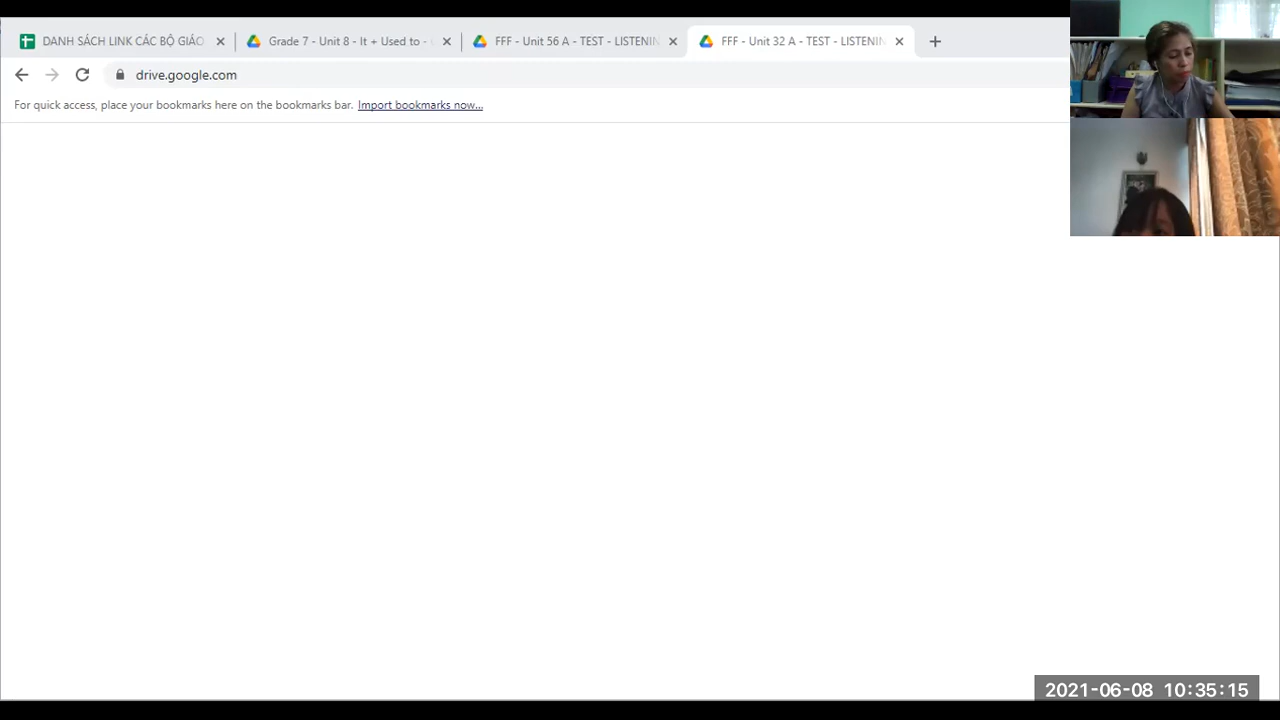 DANH SÁCH LINK CÁC BỘ GIÁO
Grade 7 - Unit 8 - It + Used to -
FFF - Unit 56 A - TEST - LISTENIN
FFF - Unit 32 A - TEST - LISTENIN
drive.google.com
For quick access, place your bookmarks here on the bookmarks bar. Import bookmarks now...
2021-06-08 10:35:15